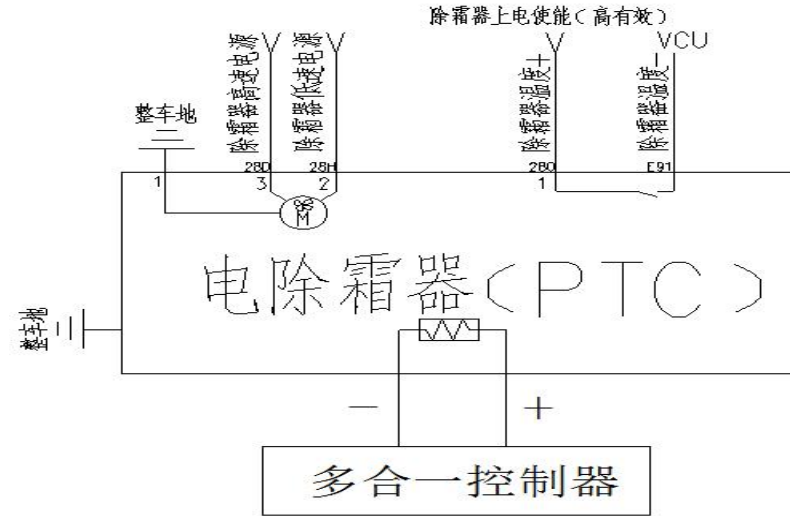 除霜器上电使能(高有效)
VCU
整车地
除霜器高速电源
除霜器低速电源
除霜器温度+
除霜器温度-
28D
28H
280
E91
1
3
2
1
M
电除霜器(PTC)
整车地
- +
多合一控制器